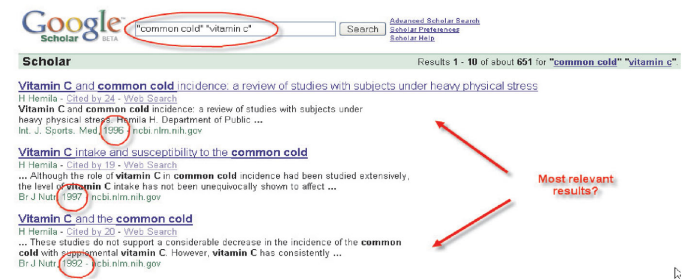 Google
Scholar BETA
"common cold" "vitamin c"
Search
Advanced Scholar Search
Scholar Preferences
Scholar Help
Scholar
Results 1 - 10 of about 651 for "common cold" "vitamin c".
Vitamin C and common cold incidence: a review of studies with subjects under heavy physical stress
H Hemila - Cited by 24 - Web Search
Vitamin C and common cold incidence: a review of studies with subjects under
heavy physical stress. Hemila H. Department of Public ...
Int. J. Sports. Med, 1996 - ncbi.nlm.nih.gov
Vitamin C intake and susceptibility to the common cold
H Hemila - Cited by 19 - Web Search
... Although the role of vitamin C in common cold incidence had been studied extensively,
the level of vitamin C intake has not been unequivocally shown to affect ...
Br J Nutr, 1997 - ncbi.nlm.nih.gov
Most relevant
results?
Vitamin C and the common cold
H Hemila - Cited by 20 - Web Search
... These studies do not support a considerable decrease in the incidence of the common
cold with supplemental vitamin C. However, vitamin C has consistently ...
Br J Nutr, 1992 - ncbi.nlm.nih.gov